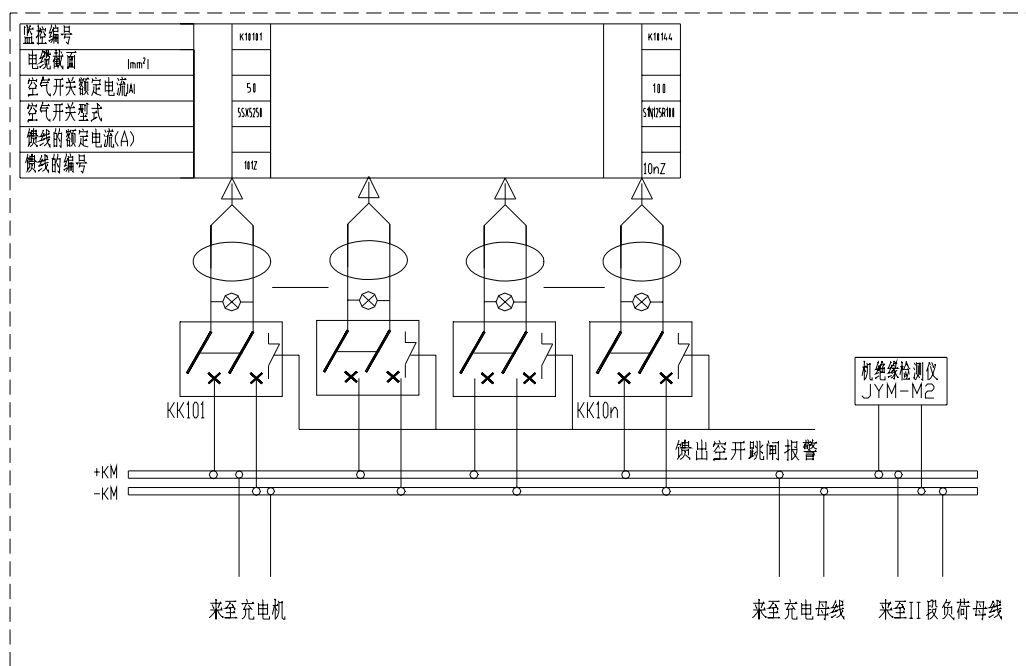 监控编号 K10101 K10144
电缆截面 (mm²)
空气开关额定电流(A) 50 100
空气开关型式 5SX5250
馈线的额定电流(A)
馈线的编号 101Z 10nZ
KK101 KK10n
机绝缘检测仪
JYM-M2
馈出空开跳闸报警
+KM
-KM
来至充电机 来至充电母线 来至II段负荷母线